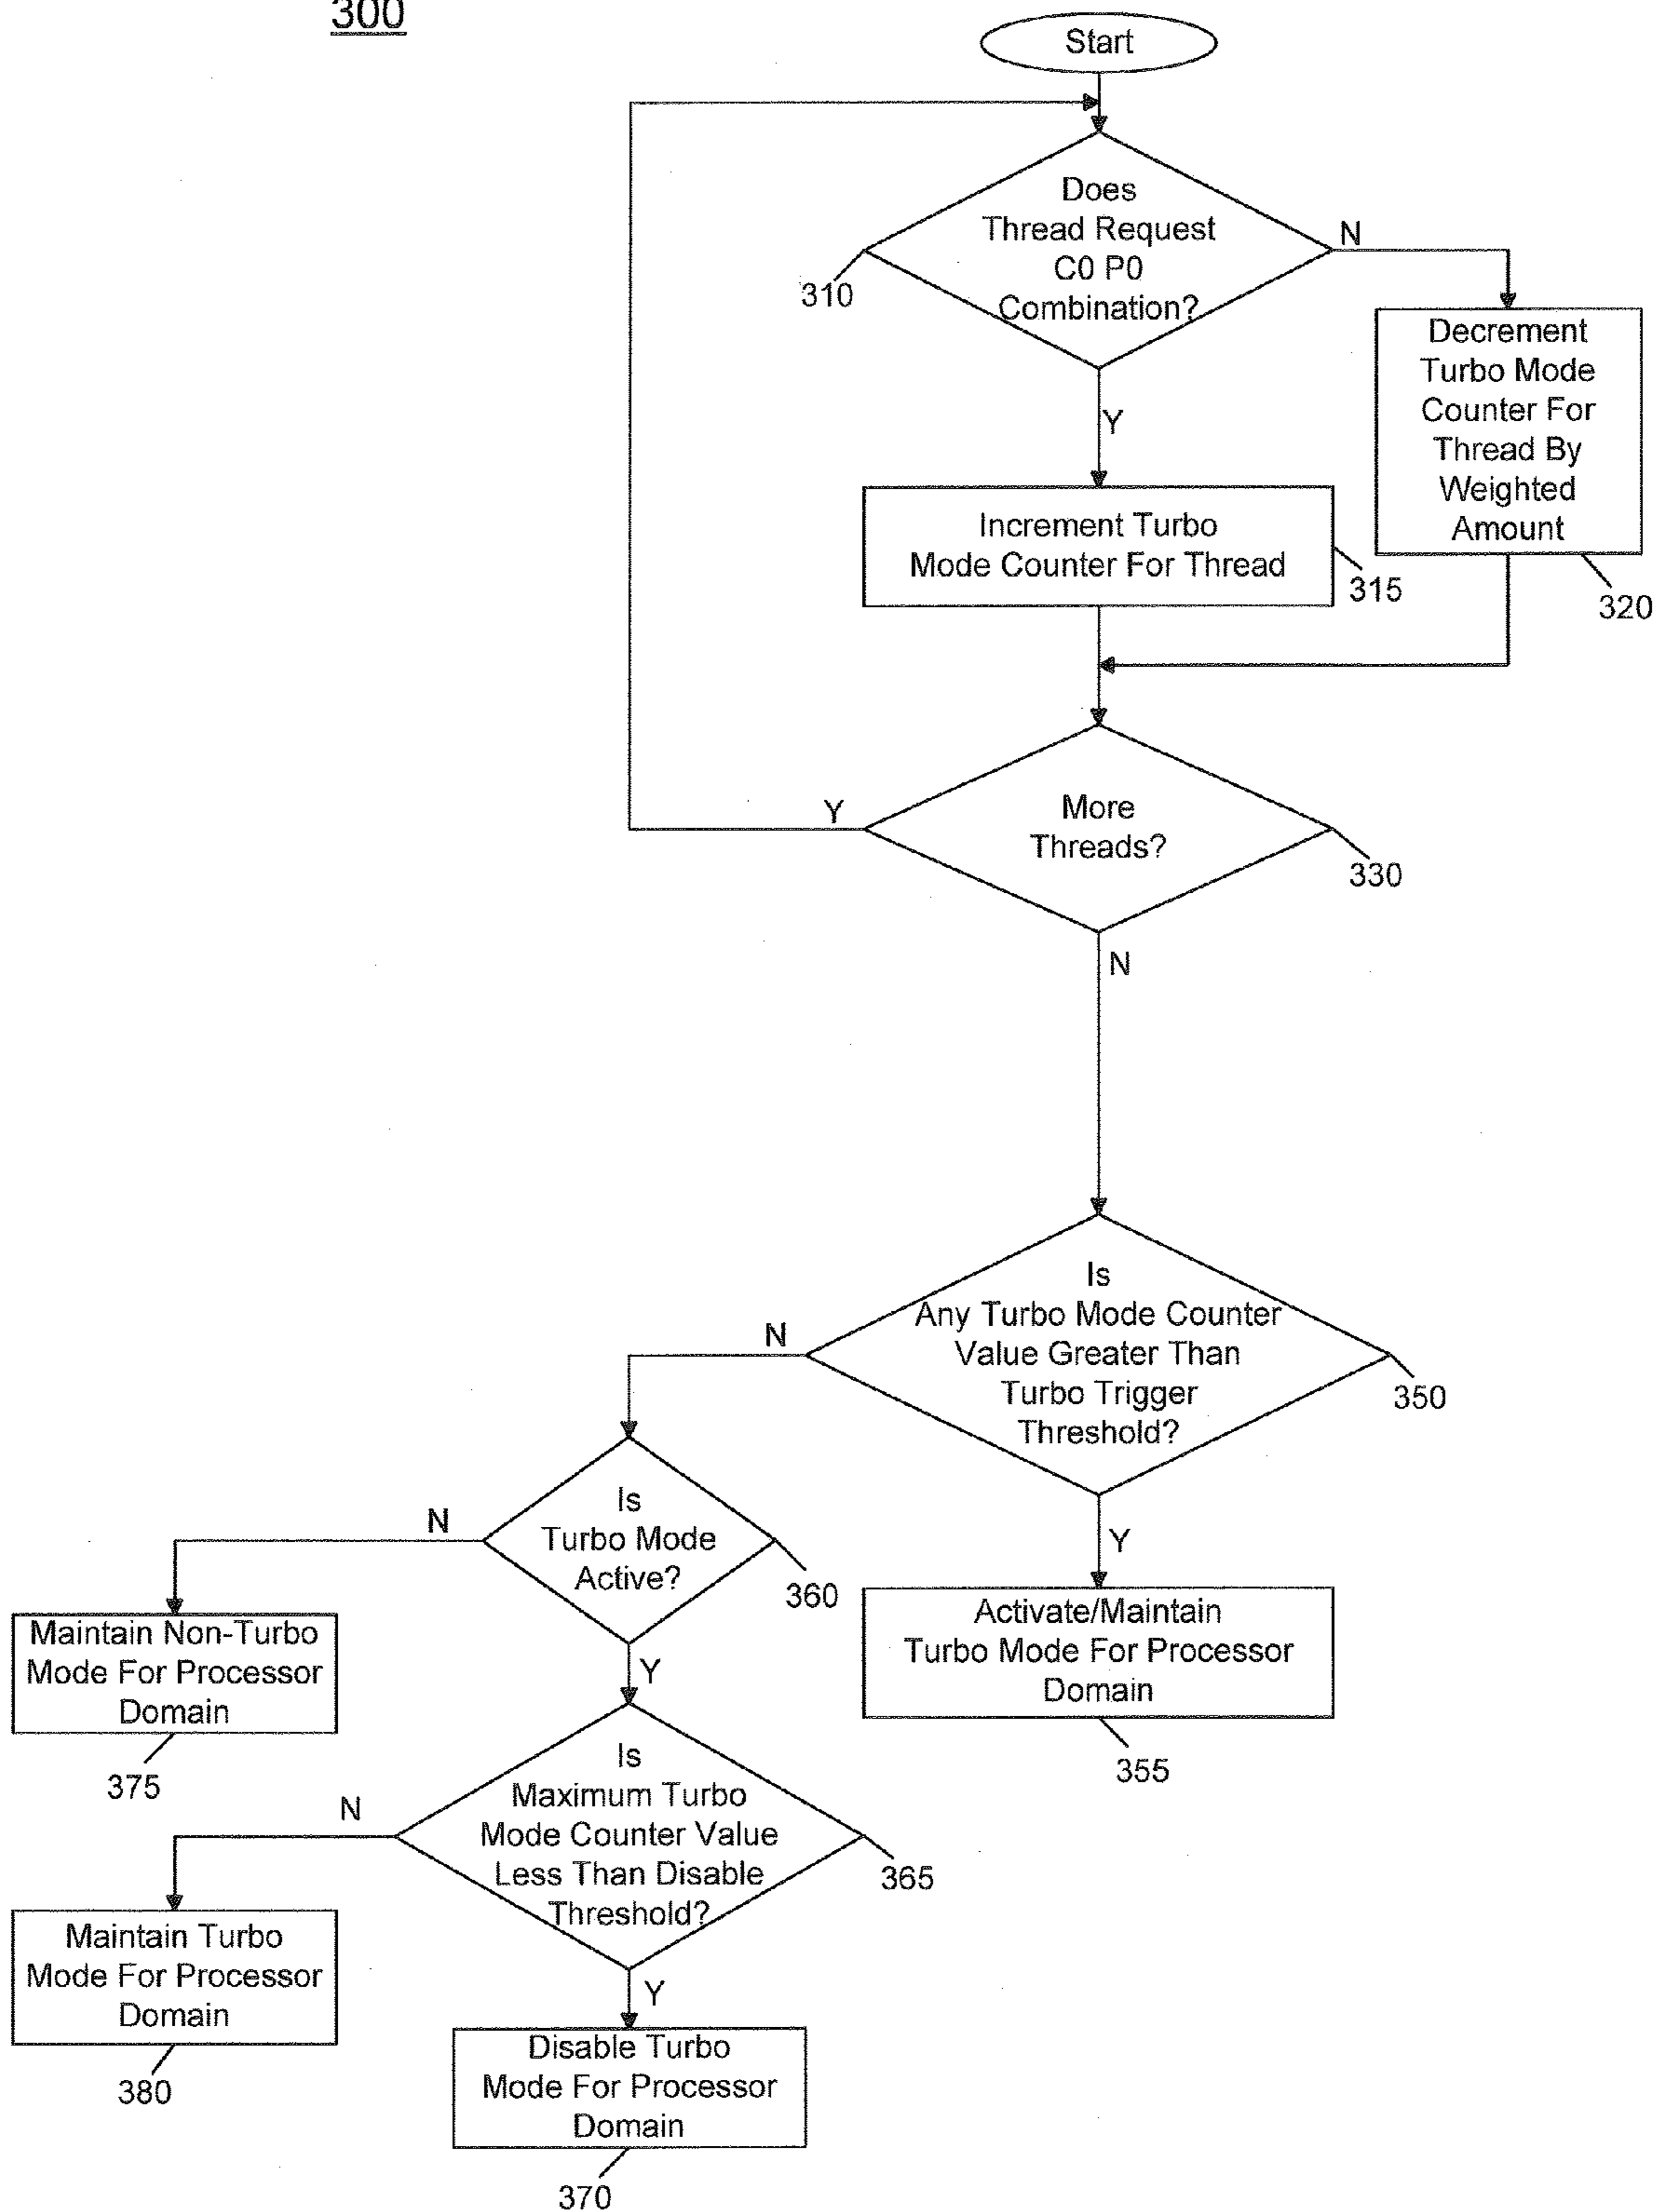 300
Start
Does
Thread Request
C0 P0
Combination?
310
N
Decrement
Turbo Mode
Counter For
Thread By
Weighted
Amount
320
Y
Increment Turbo
Mode Counter For Thread
315
More
Threads?
330
Y
N
Is
Any Turbo Mode Counter
Value Greater Than
Turbo Trigger
Threshold?
350
N
Y
Is
Turbo Mode
Active?
360
N
Y
Activate/Maintain
Turbo Mode For Processor
Domain
355
Maintain Non-Turbo
Mode For Processor
Domain
375
Is
Maximum Turbo
Mode Counter Value
Less Than Disable
Threshold?
365
N
Y
Maintain Turbo
Mode For Processor
Domain
380
Disable Turbo
Mode For Processor
Domain
370